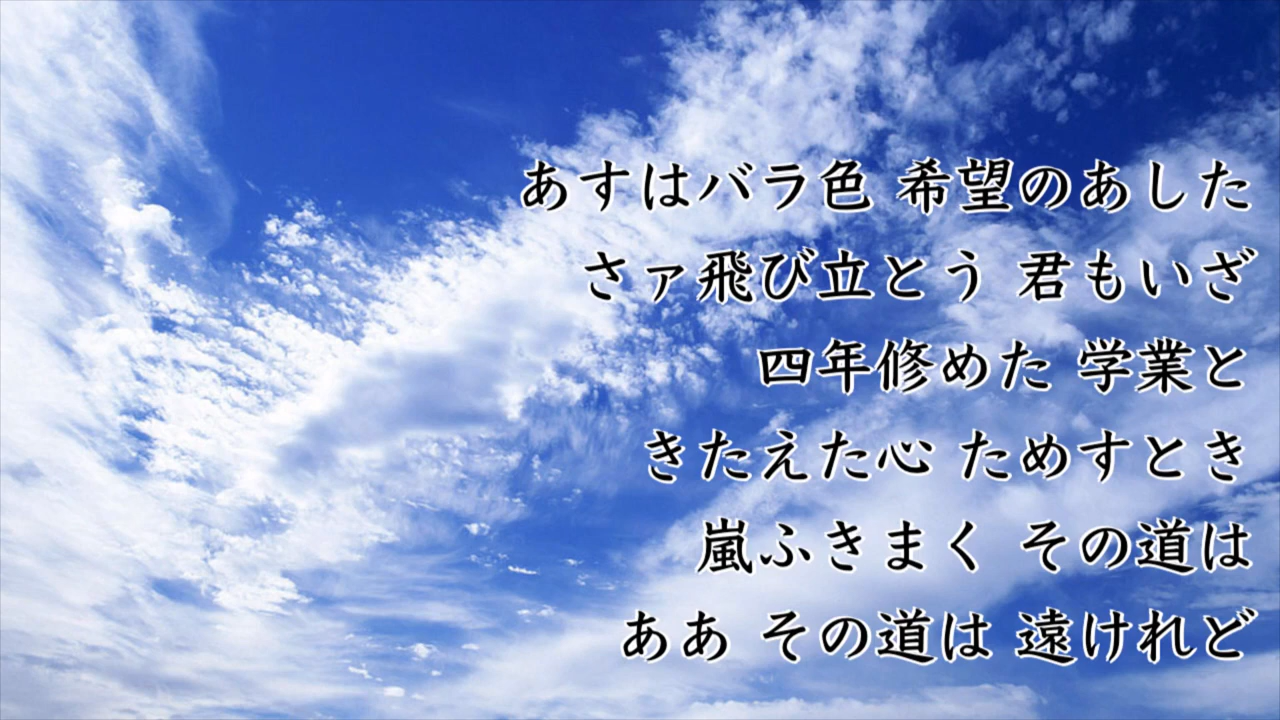 あすはバラ色 希望のあした
さァ飛び立とう 君もいざ
四年修めた 学業と
きたえた心 ためすとき
嵐ふきまく その道は
ああ その道は 遠けれど